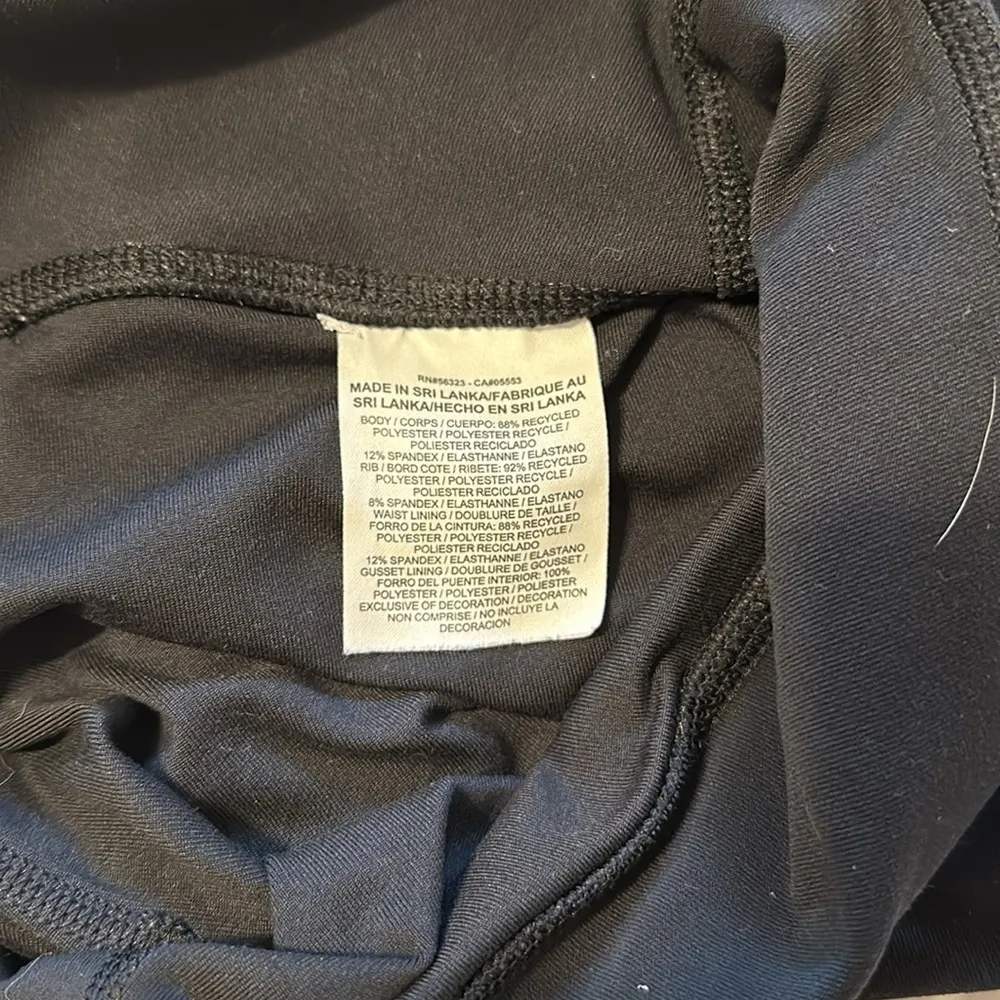 RN#56323 - CA#05553
MADE IN SRI LANKA/FABRIQUE AU
SRI LANKA/HECHO EN SRI LANKA
BODY / CORPS / CUERPO: 88% RECYCLED
POLYESTER / POLYESTER RECYCLE /
POLIESTER RECICLADO
12% SPANDEX / ELASTHANNE / ELASTANO
RIB / BORD COTE / RIBETE: 92% RECYCLED
POLYESTER / POLYESTER RECYCLE /
POLIESTER RECICLADO
8% SPANDEX / ELASTHANNE / ELASTANO
WAIST LINING / DOUBLURE DE TAILLE /
FORRO DE LA CINTURA: 88% RECYCLED
POLYESTER / POLYESTER RECYCLE /
POLIESTER RECICLADO
12% SPANDEX / ELASTHANNE / ELASTANO
GUSSET LINING / DOUBLURE DE GOUSSET /
FORRO DEL PUENTE INTERIOR: 100%
POLYESTER / POLYESTER / POLIESTER
EXCLUSIVE OF DECORATION / DECORATION
NON COMPRISE / NO INCLUYE LA
DECORACION